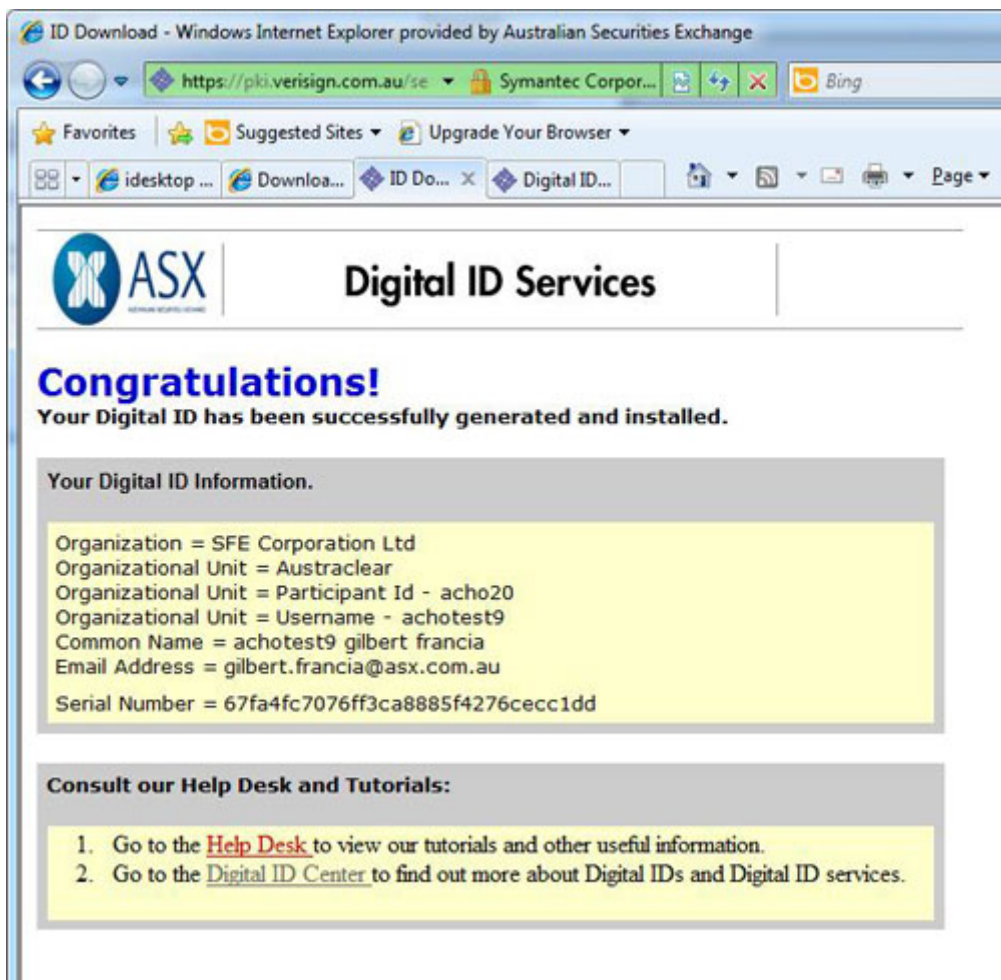 ID Download - Windows Internet Explorer provided by Australian Securities Exchange
https://pki.verisign.com.au/se Symantec Corpor... Bing
Favorites Suggested Sites Upgrade Your Browser
idesktop ... Downloa... ID Do... Digital ID... Page
ASX Digital ID Services
Congratulations!
Your Digital ID has been successfully generated and installed.
Your Digital ID Information.
Organization = SFE Corporation Ltd
Organizational Unit = Austraclear
Organizational Unit = Participant Id - acho20
Organizational Unit = Username - achotest9
Common Name = achotest9 gilbert francia
Email Address = gilbert.francia@asx.com.au
Serial Number = 67fa4fc7076ff3ca8885f4276cecc1dd
Consult our Help Desk and Tutorials:
1. Go to the Help Desk to view our tutorials and other useful information.
2. Go to the Digital ID Center to find out more about Digital IDs and Digital ID services.